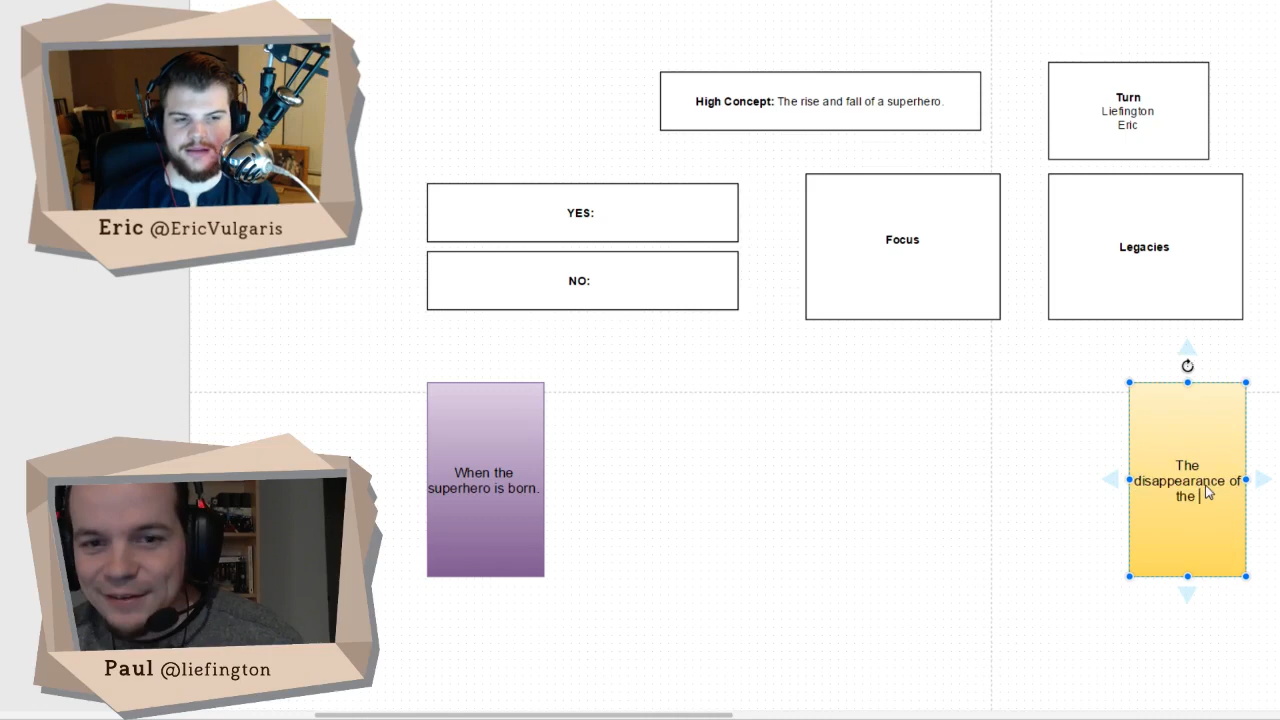 Eric @EricVulgaris
High Concept: The rise and fall of a superhero.
Turn
Liefington
Eric
YES:
NO:
Focus
Legacies
When the
superhero is born.
The
disappearance of
the
Paul @liefington